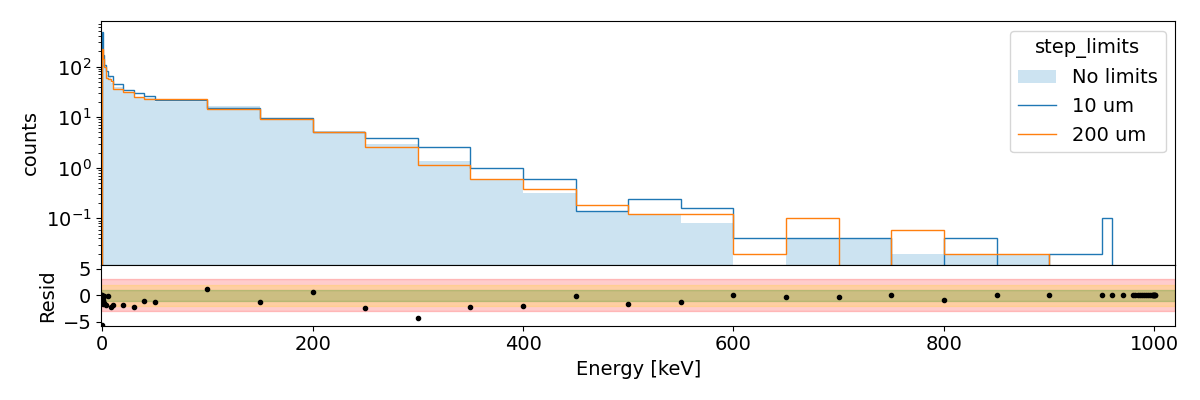 step_limits
No limits
10 um
200 um
counts
10²
10¹
10⁰
10⁻¹
Resid
5
0
−5
0
200
400
600
800
1000
Energy [keV]